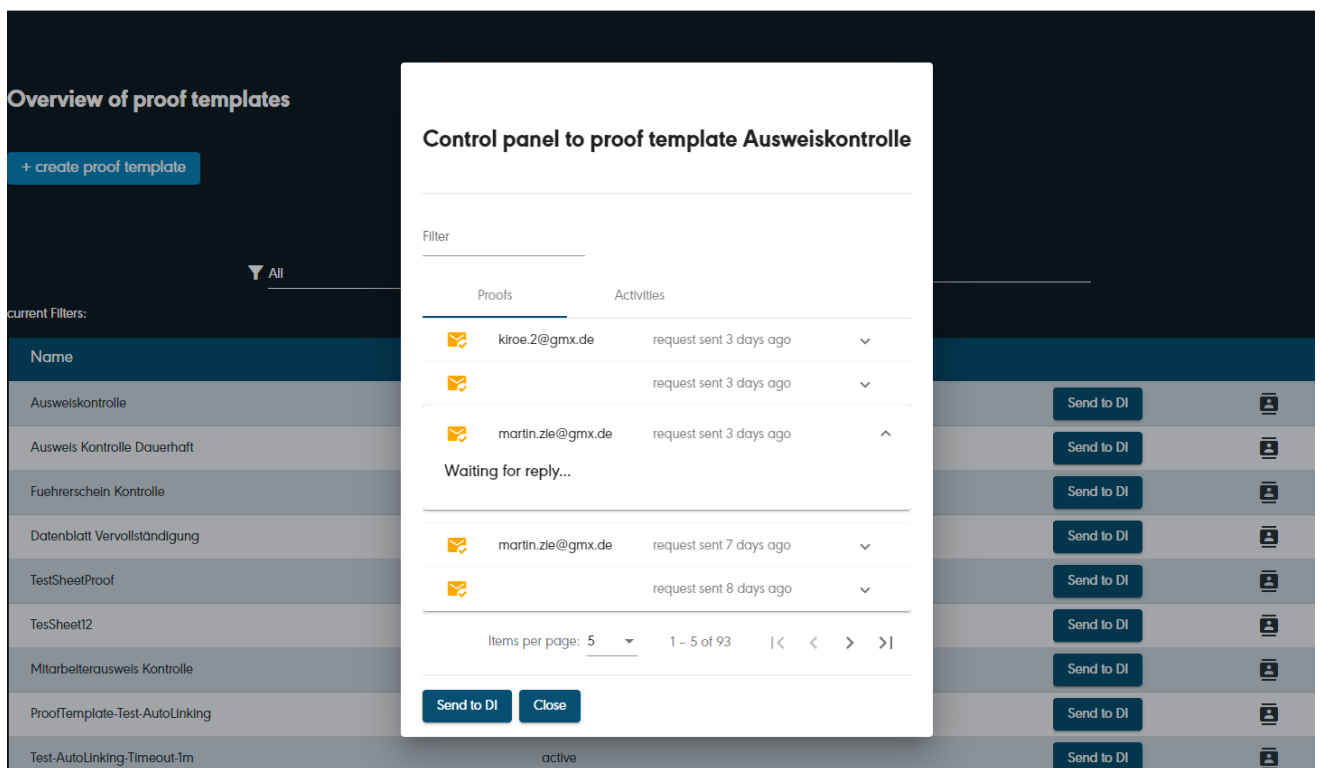 Overview of proof templates
+ create proof template
All
current Filters:
Name
Ausweiskontrolle
Send to DI
Ausweis Kontrolle Dauerhaft
Send to DI
Fuehrerschein Kontrolle
Send to DI
Datenblatt Vervollständigung
Send to DI
TestSheetProof
Send to DI
TesSheet12
Send to DI
Mitarbeiterausweis Kontrolle
Send to DI
ProofTemplate-Test-AutoLinking
Send to DI
Test-AutoLinking-Timeout-1m active
Send to DI
Control panel to proof template Ausweiskontrolle
Filter
Proofs Activities
kiroe.2@gmx.de request sent 3 days ago
request sent 3 days ago
martin.zie@gmx.de request sent 3 days ago
Waiting for reply...
martin.zie@gmx.de request sent 7 days ago
request sent 8 days ago
Items per page: 5 1 - 5 of 93
Send to DI Close